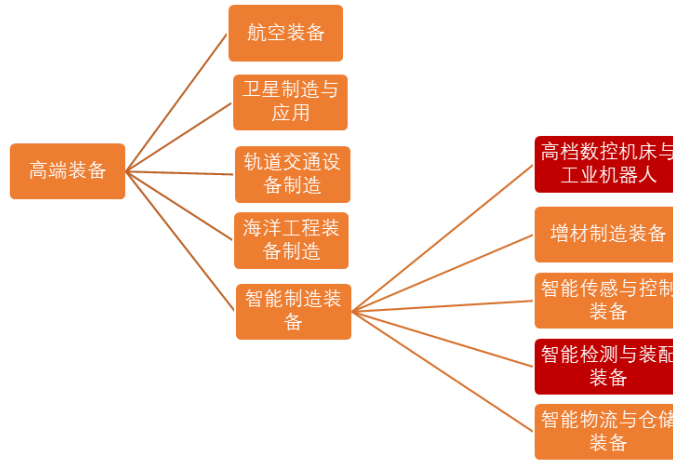 高端装备
航空装备
卫星制造与
应用
轨道交通设
备制造
海洋工程装
备制造
智能制造装
备
高档数控机床与
工业机器人
增材制造装备
智能传感与控制
装备
智能检测与装配
装备
智能物流与仓储
装备